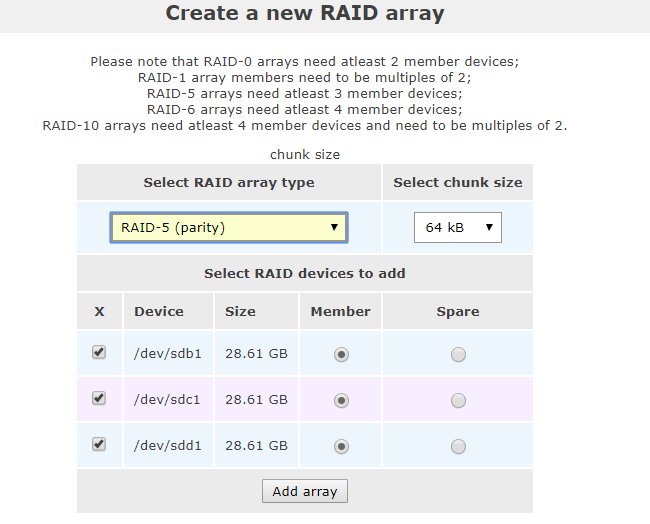 Create a new RAID array
Please note that RAID-0 arrays need atleast 2 member devices;
RAID-1 array members need to be multiples of 2;
RAID-5 arrays need atleast 3 member devices;
RAID-6 arrays need atleast 4 member devices;
RAID-10 arrays need atleast 4 member devices and need to be multiples of 2.
chunk size
Select RAID array type Select chunk size
RAID-5 (parity) 64 kB
Select RAID devices to add
X Device Size Member Spare
/dev/sdb1 28.61 GB
/dev/sdc1 28.61 GB
/dev/sdd1 28.61 GB
Add array